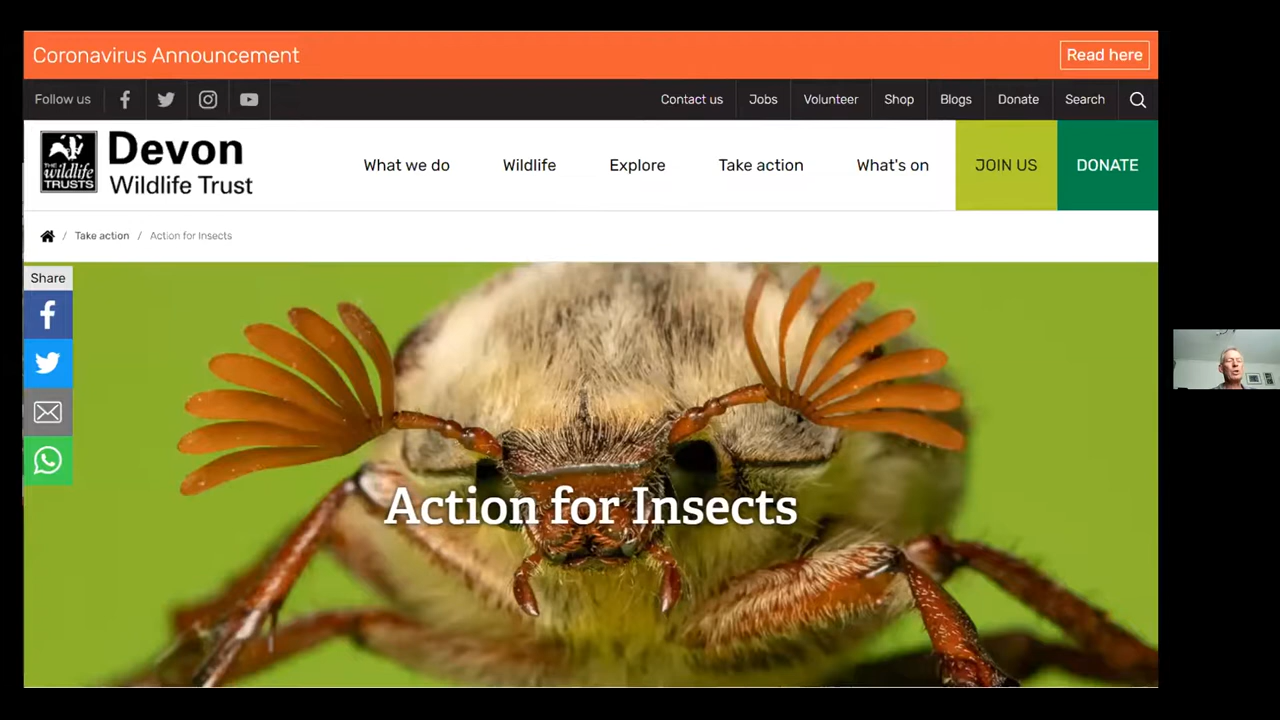 Coronavirus Announcement
Read here
Follow us
Contact us
Jobs
Volunteer
Shop
Blogs
Donate
Search
THE wildlife TRUSTS
Devon
Wildlife Trust
What we do
Wildlife
Explore
Take action
What's on
JOIN US
DONATE
/ Take action / Action for Insects
Share
Action for Insects